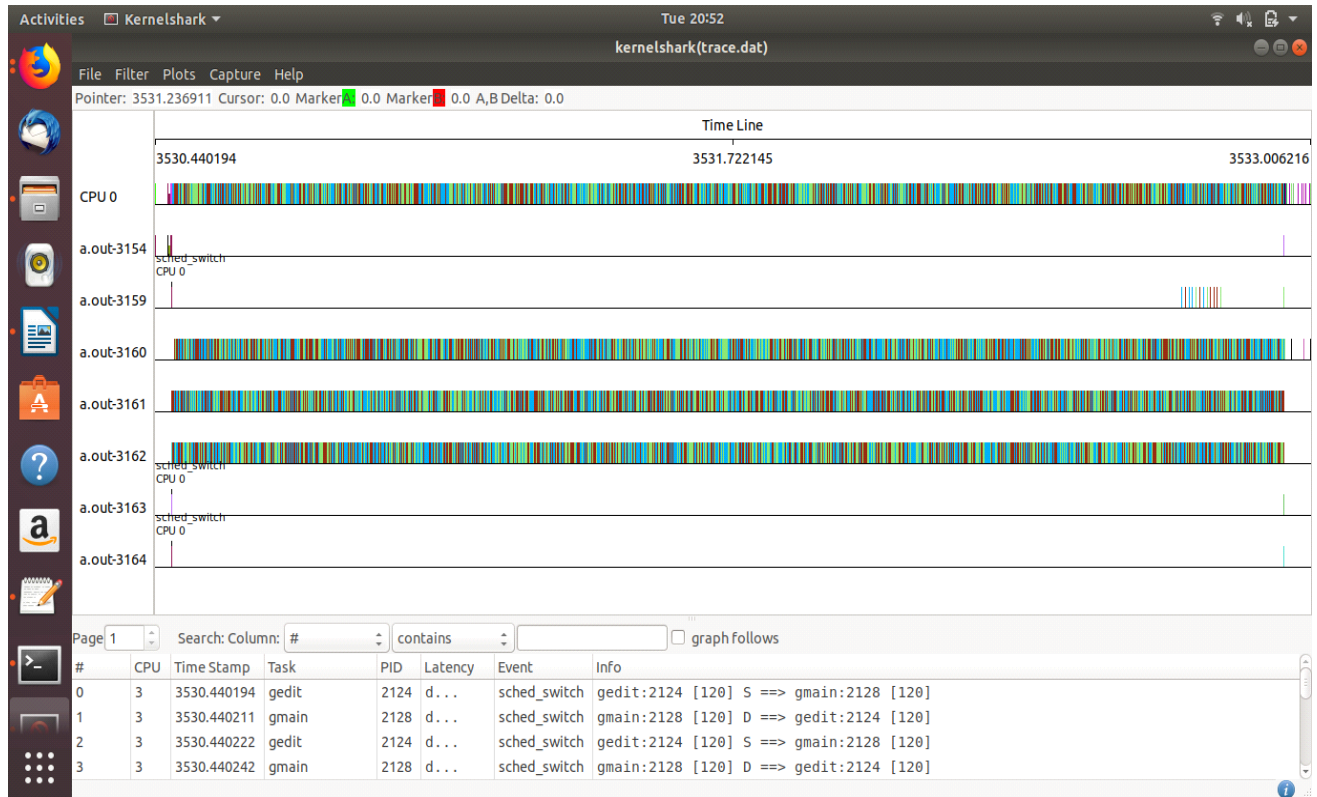 Activities Kernelshark Tue 20:52
kernelshark(trace.dat)
File Filter Plots Capture Help
Pointer: 3531.236911 Cursor: 0.0 MarkerA: 0.0 Marker 0.0 A,B Delta: 0.0
Time Line
3530.440194 3531.722145 3533.006216
CPU 0
a.out-3154
sched_switch
CPU 0
a.out-3159
a.out-3160
a.out-3161
a.out-3162
sched_switch
CPU 0
a.out-3163
sched_switch
CPU 0
a.out-3164
Page 1 Search: Column: # contains graph follows
# CPU Time Stamp Task PID Latency Event Info
0 3 3530.440194 gedit 2124 d... sched_switch gedit:2124 [120] S ==> gmain:2128 [120]
1 3 3530.440211 gmain 2128 d... sched_switch gmain:2128 [120] D ==> gedit:2124 [120]
2 3 3530.440222 gedit 2124 d... sched_switch gedit:2124 [120] S ==> gmain:2128 [120]
3 3 3530.440242 gmain 2128 d... sched_switch gmain:2128 [120] D ==> gedit:2124 [120]